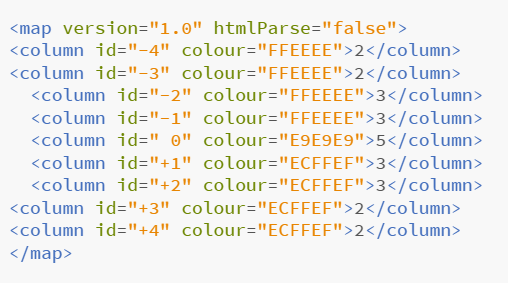 <map version="1.0" htmlParse="false">
<column id="-4" colour="FFEEEE">2</column>
<column id="-3" colour="FFEEEE">2</column>
  <column id="-2" colour="FFEEEE">3</column>
  <column id="-1" colour="FFEEEE">3</column>
  <column id=" 0" colour="E9E9E9">5</column>
  <column id="+1" colour="ECFFEF">3</column>
  <column id="+2" colour="ECFFEF">3</column>
<column id="+3" colour="ECFFEF">2</column>
<column id="+4" colour="ECFFEF">2</column>
</map>